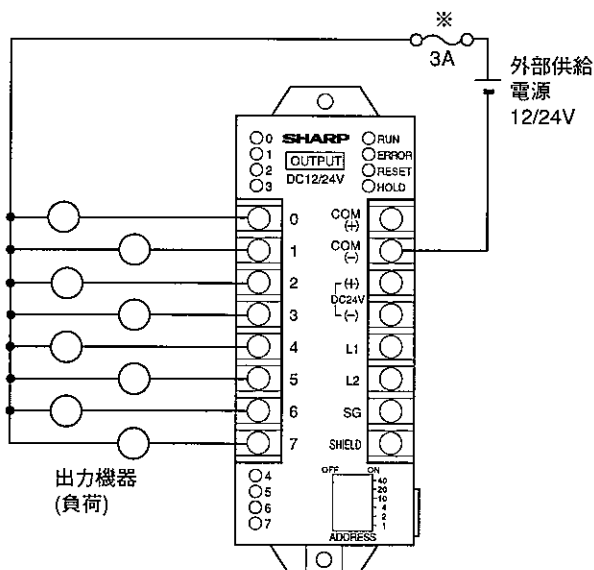 ※
3A
外部供給
電源
12/24V
0 SHARP RUN
1 OUTPUT ERROR
2 DC12/24V RESET
3 HOLD
0 COM (+)
1 COM (−)
2 (+)
DC24V
3 (−)
4 L1
5 L2
6 SG
7 SHIELD
出力機器
(負荷)
4
5
6
7
OFF ON
40
20
10
4
2
1
ADDRESS